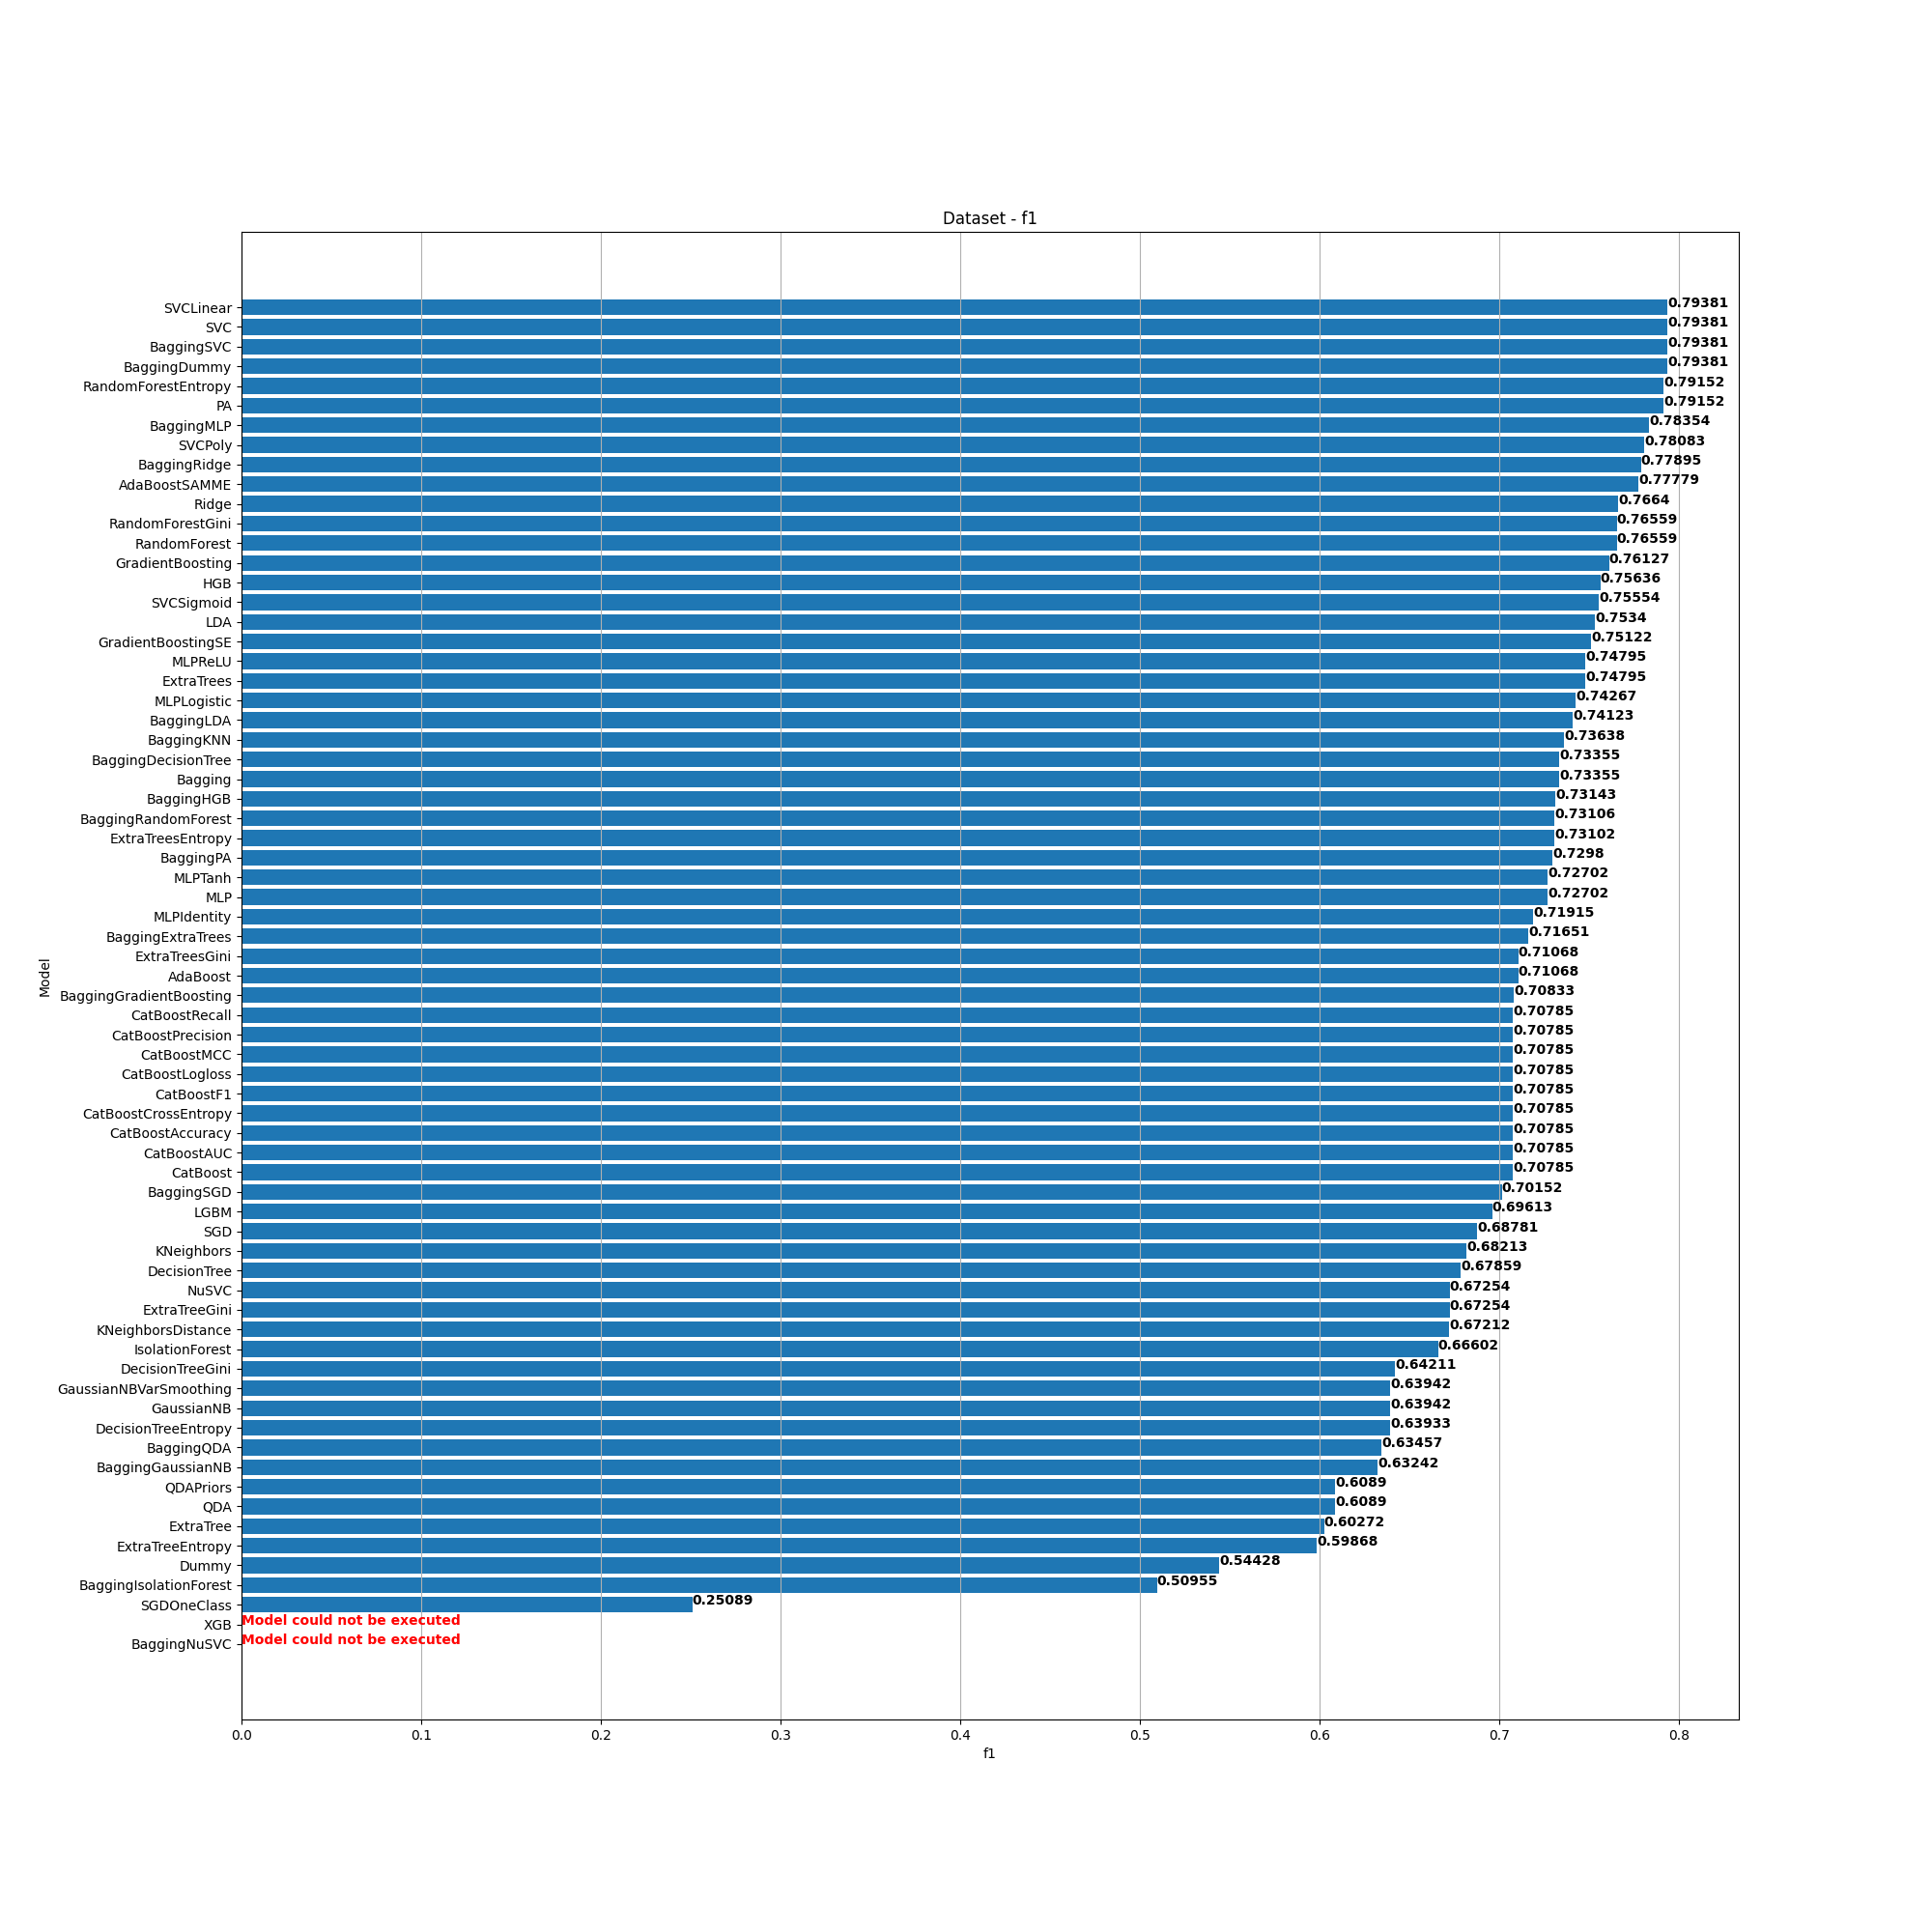 Dataset - f1
SVCLinear 0.79381
SVC 0.79381
BaggingSVC 0.79381
BaggingDummy 0.79381
RandomForestEntropy 0.79152
PA 0.79152
BaggingMLP 0.78354
SVCPoly 0.78083
BaggingRidge 0.77895
AdaBoostSAMME 0.77779
Ridge 0.7664
RandomForestGini 0.76559
RandomForest 0.76559
GradientBoosting 0.76127
HGB 0.75636
SVCSigmoid 0.75554
LDA 0.7534
GradientBoostingSE 0.75122
MLPReLU 0.74795
ExtraTrees 0.74795
MLPLogistic 0.74267
BaggingLDA 0.74123
BaggingKNN 0.73638
BaggingDecisionTree 0.73355
Bagging 0.73355
BaggingHGB 0.73143
BaggingRandomForest 0.73106
ExtraTreesEntropy 0.73102
BaggingPA 0.7298
MLPTanh 0.72702
MLP 0.72702
MLPIdentity 0.71915
BaggingExtraTrees 0.71651
ExtraTreesGini 0.71068
AdaBoost 0.71068
BaggingGradientBoosting 0.70833
CatBoostRecall 0.70785
CatBoostPrecision 0.70785
CatBoostMCC 0.70785
CatBoostLogloss 0.70785
CatBoostF1 0.70785
CatBoostCrossEntropy 0.70785
CatBoostAccuracy 0.70785
CatBoostAUC 0.70785
CatBoost 0.70785
BaggingSGD 0.70152
LGBM 0.69613
SGD 0.68781
KNeighbors 0.68213
DecisionTree 0.67859
NuSVC 0.67254
ExtraTreeGini 0.67254
KNeighborsDistance 0.67212
IsolationForest 0.66602
DecisionTreeGini 0.64211
GaussianNBVarSmoothing 0.63942
GaussianNB 0.63942
DecisionTreeEntropy 0.63933
BaggingQDA 0.63457
BaggingGaussianNB 0.63242
QDAPriors 0.6089
QDA 0.6089
ExtraTree 0.60272
ExtraTreeEntropy 0.59868
Dummy 0.54428
BaggingIsolationForest 0.50955
SGDOneClass 0.25089
XGB Model could not be executed
BaggingNuSVC Model could not be executed
Model
0.0 0.1 0.2 0.3 0.4 0.5 0.6 0.7 0.8
f1